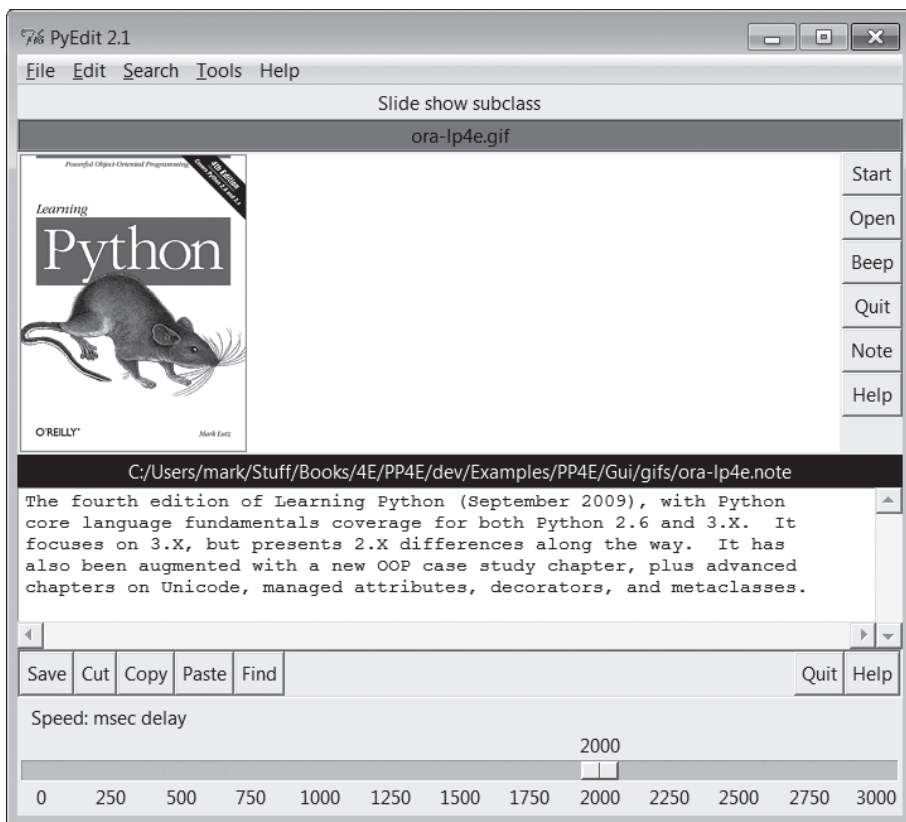 PyEdit 2.1
File Edit Search Tools Help
Slide show subclass
ora-lp4e.gif
Powerful Object-Oriented Programming
4th Edition
Covers Python 2.6 and 3.x
Learning
Python
O'REILLY®
Mark Lutz
Start
Open
Beep
Quit
Note
Help
C:/Users/mark/Stuff/Books/4E/PP4E/dev/Examples/PP4E/Gui/gifs/ora-lp4e.note
The fourth edition of Learning Python (September 2009), with Python
core language fundamentals coverage for both Python 2.6 and 3.X.  It
focuses on 3.X, but presents 2.X differences along the way.  It has
also been augmented with a new OOP case study chapter, plus advanced
chapters on Unicode, managed attributes, decorators, and metaclasses.
Save Cut Copy Paste Find Quit Help
Speed: msec delay
2000
0 250 500 750 1000 1250 1500 1750 2000 2250 2500 2750 3000